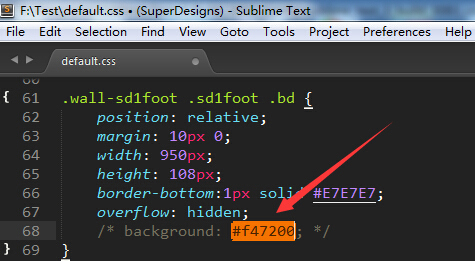 F:\Test\default.css • (SuperDesigns) - Sublime Text
File Edit Selection Find View Goto Tools Project Preferences H
default.css
60
{ 61 .wall-sd1foot .sd1foot .bd {
62 position: relative;
63 margin: 10px 0;
64 width: 950px;
65 height: 108px;
66 border-bottom:1px solid #E7E7E7;
67 overflow: hidden;
68 /* background: #f47200; */
} 69 }